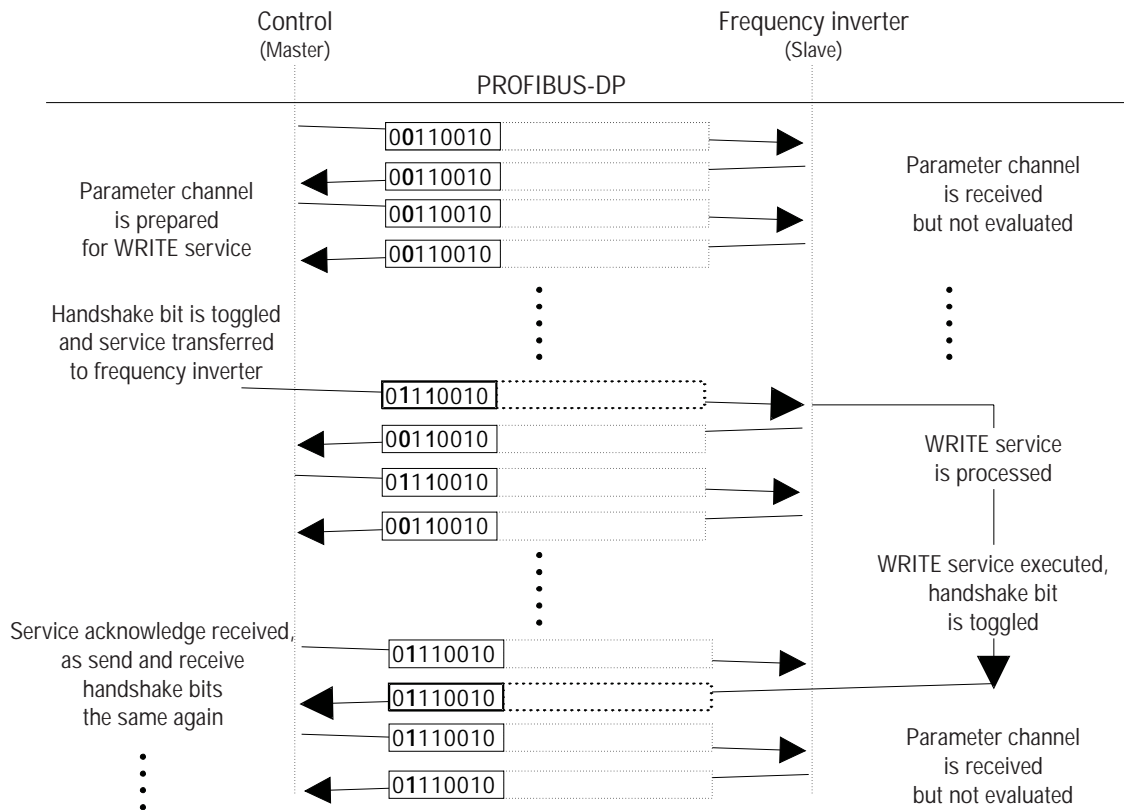 Control
(Master)
Frequency inverter
(Slave)
PROFIBUS-DP
00110010
00110010
00110010
00110010
Parameter channel
is prepared
for WRITE service
Parameter channel
is received
but not evaluated
Handshake bit is toggled
and service transferred
to frequency inverter
01110010
00110010
01110010
00110010
WRITE service
is processed
WRITE service executed,
handshake bit
is toggled
Service acknowledge received,
as send and receive
handshake bits
the same again
01110010
01110010
01110010
01110010
Parameter channel
is received
but not evaluated